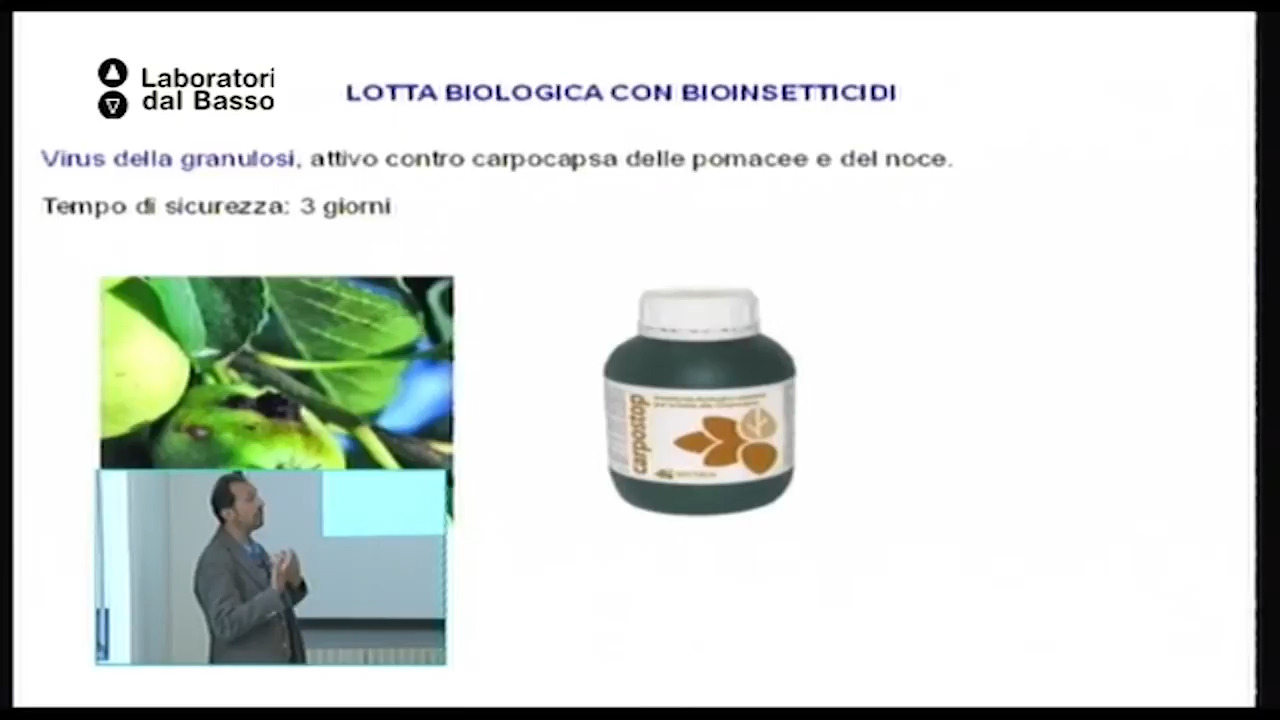 Laboratori
dal Basso
LOTTA BIOLOGICA CON BIOINSETTICIDI
Virus della granulosi, attivo contro carpocapsa delle pomacee e del noce.
Tempo di sicurezza: 3 giorni
carpostop